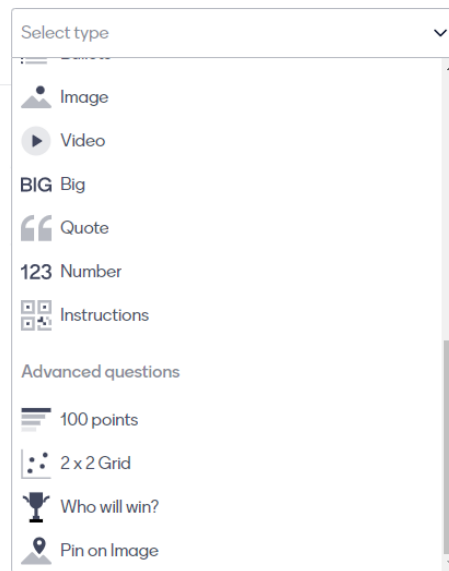 Select type
Image
Video
BIG Big
Quote
123 Number
Instructions
Advanced questions
100 points
2 x 2 Grid
Who will win?
Pin on Image